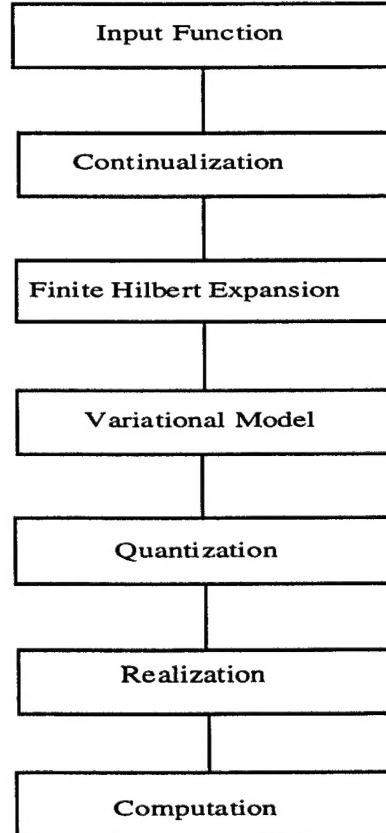 Input Function
Continualization
Finite Hilbert Expansion
Variational Model
Quantization
Realization
Computation